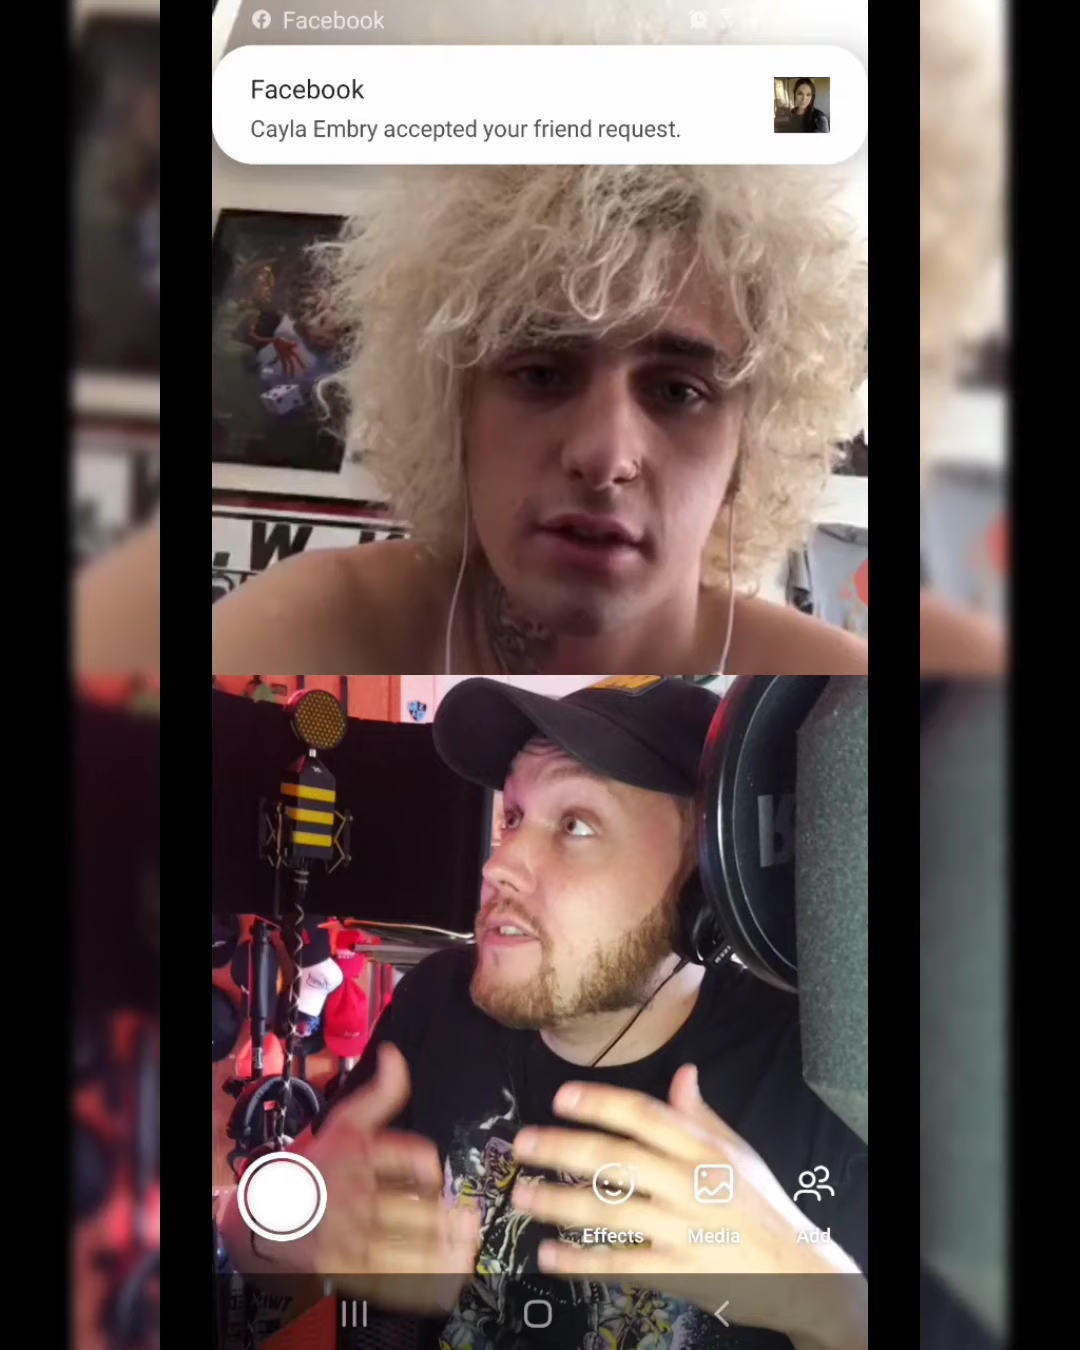 Facebook
Facebook
Cayla Embry accepted your friend request.
Effects
Media
Add